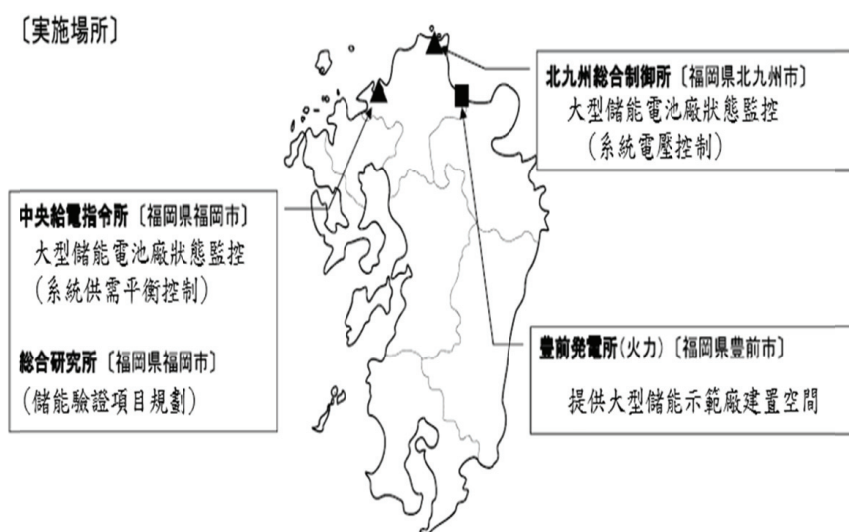 〔実施場所〕
北九州総合制御所〔福岡県北九州市〕
大型儲能電池廠狀態監控
(系統電壓控制)
中央給電指令所〔福岡県福岡市〕
大型儲能電池廠狀態監控
(系統供需平衡控制)
総合研究所〔福岡県福岡市〕
(儲能驗證項目規劃)
豊前発電所(火力)〔福岡県豊前市〕
提供大型儲能示範廠建置空間